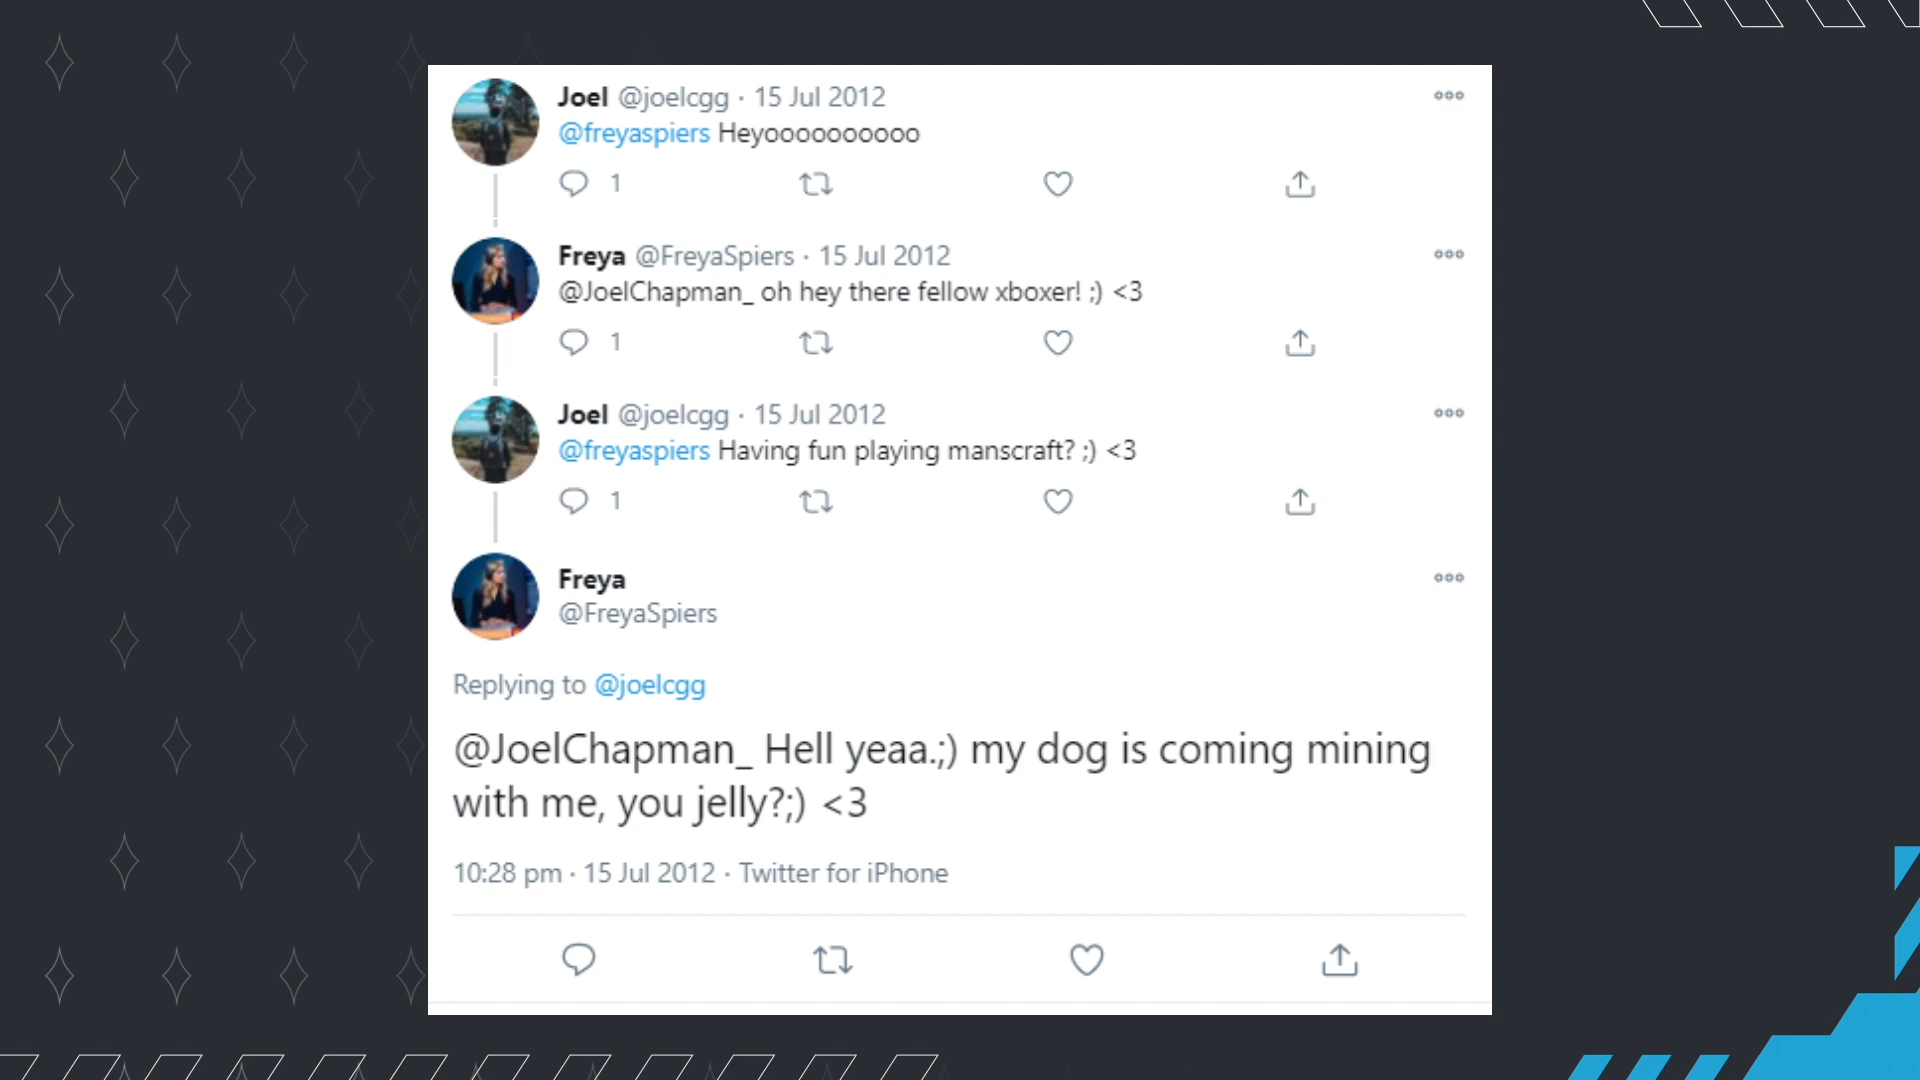 Joel @joelcgg · 15 Jul 2012
@freyaspiers Heyoooooooooo
1
Freya @FreyaSpiers · 15 Jul 2012
@JoelChapman_ oh hey there fellow xboxer! ;) <3
1
Joel @joelcgg · 15 Jul 2012
@freyaspiers Having fun playing manscraft? ;) <3
1
Freya
@FreyaSpiers
Replying to @joelcgg
@JoelChapman_ Hell yeaa.;) my dog is coming mining
with me, you jelly?;) <3
10:28 pm · 15 Jul 2012 · Twitter for iPhone